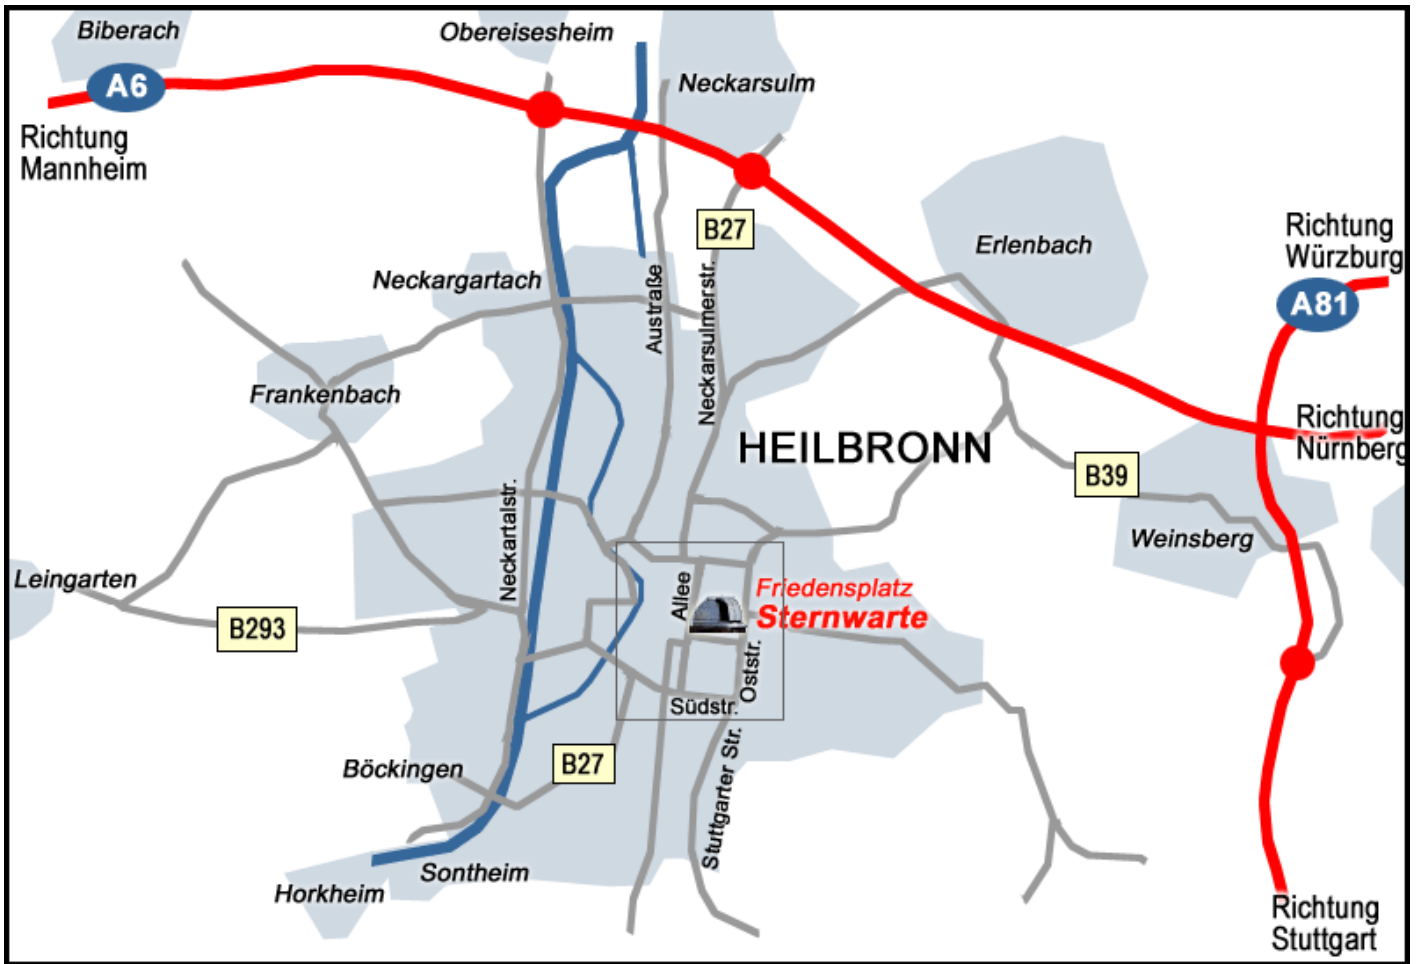 Biberach
Obereisesheim
A6
Neckarsulm
Richtung
Mannheim
B27
Richtung
Würzburg
Erlenbach
Neckargartach
A81
Austraße
Neckarsulmerstr.
Frankenbach
Richtung
Nürnberg
HEILBRONN
B39
Neckartalstr.
Weinsberg
Leingarten
Allee
Friedensplatz
Sternwarte
B293
Oststr.
Südstr.
Böckingen
B27
Stuttgarter Str.
Sontheim
Horkheim
Richtung
Stuttgart